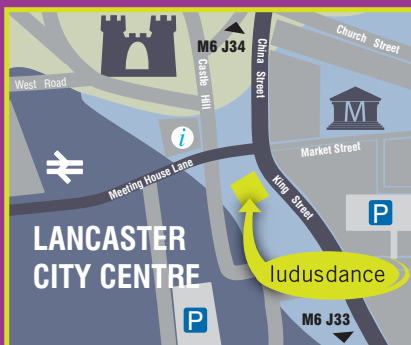 M6 J34
China Street
Church Street
West Road
Castle Hill
i
M
Market Street
Meeting House Lane
King Street
P
LANCASTER
CITY CENTRE
ludusdance
P
M6 J33